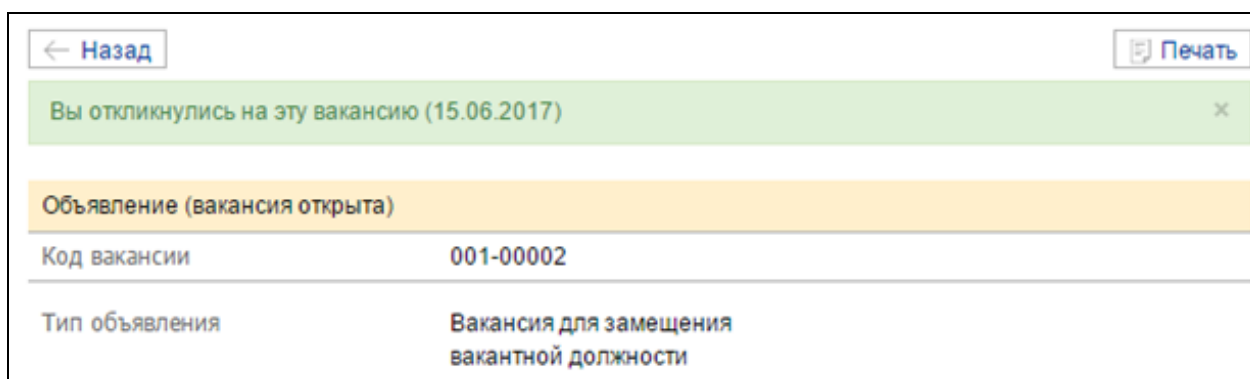 Назад
Печать
Вы откликнулись на эту вакансию (15.06.2017)
Объявление (вакансия открыта)
Код вакансии 001-00002
Тип объявления Вакансия для замещения
вакантной должности